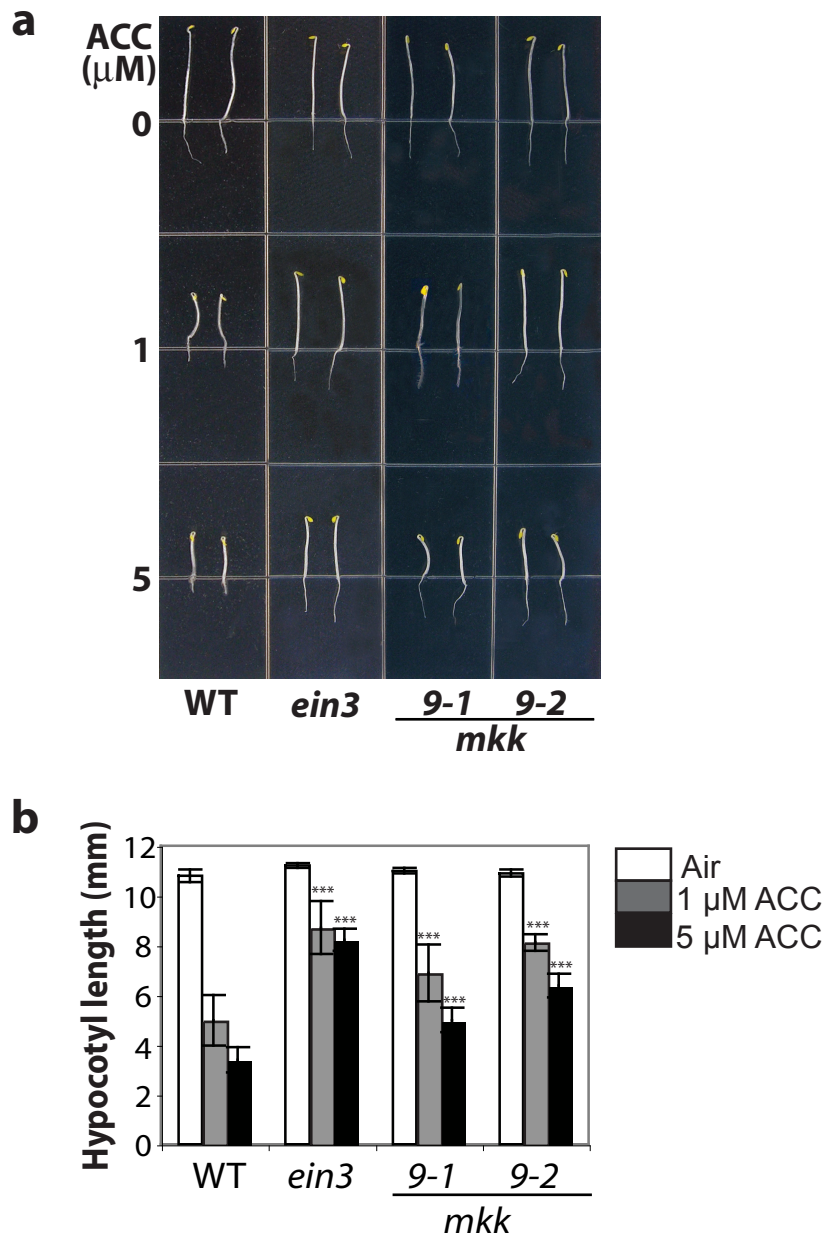 a
ACC
(µM)
0
1
5
WT ein3 9-1 9-2
mkk
b
Hypocotyl length (mm)
12
10
8
6
4
2
0
*** *** *** *** *** ***
Air
1 µM ACC
5 µM ACC
WT ein3 9-1 9-2
mkk